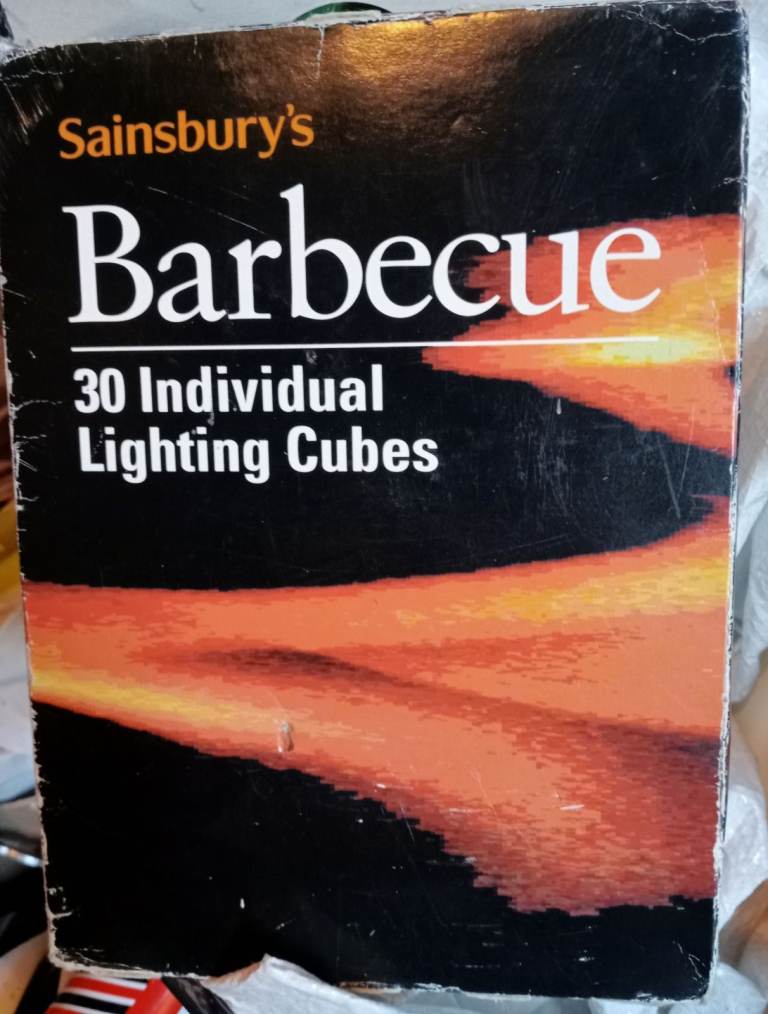 Sainsbury's
Barbecue
30 Individual
Lighting Cubes